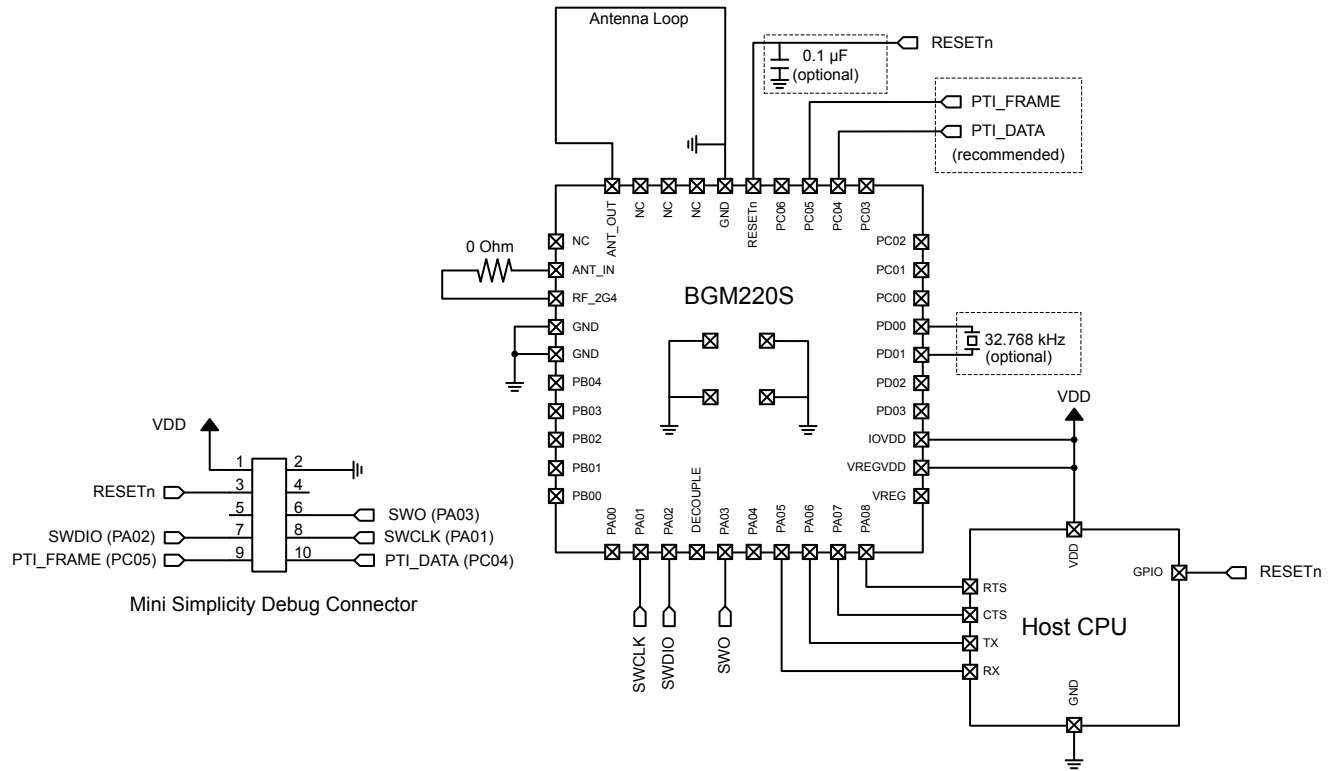 Antenna Loop
RESETn
0.1 µF
(optional)
PTI_FRAME
PTI_DATA
(recommended)
ANT_OUT
NC
NC
NC
GND
RESETn
PC06
PC05
PC04
PC03
NC
ANT_IN
RF_2G4
GND
GND
PB04
PB03
PB02
PB01
PB00
0 Ohm
BGM220S
PC02
PC01
PC00
PD00
PD01
PD02
PD03
IOVDD
VREGVDD
VREG
32.768 kHz
(optional)
VDD
PA00
PA01
PA02
DECOUPLE
PA03
PA04
PA05
PA06
PA07
PA08
SWCLK
SWDIO
SWO
VDD
1
2
RESETn
3
4
5
6
SWO (PA03)
SWDIO (PA02)
7
8
SWCLK (PA01)
PTI_FRAME (PC05)
9
10
PTI_DATA (PC04)
Mini Simplicity Debug Connector
VDD
GPIO
RESETn
RTS
CTS
TX
RX
Host CPU
GND